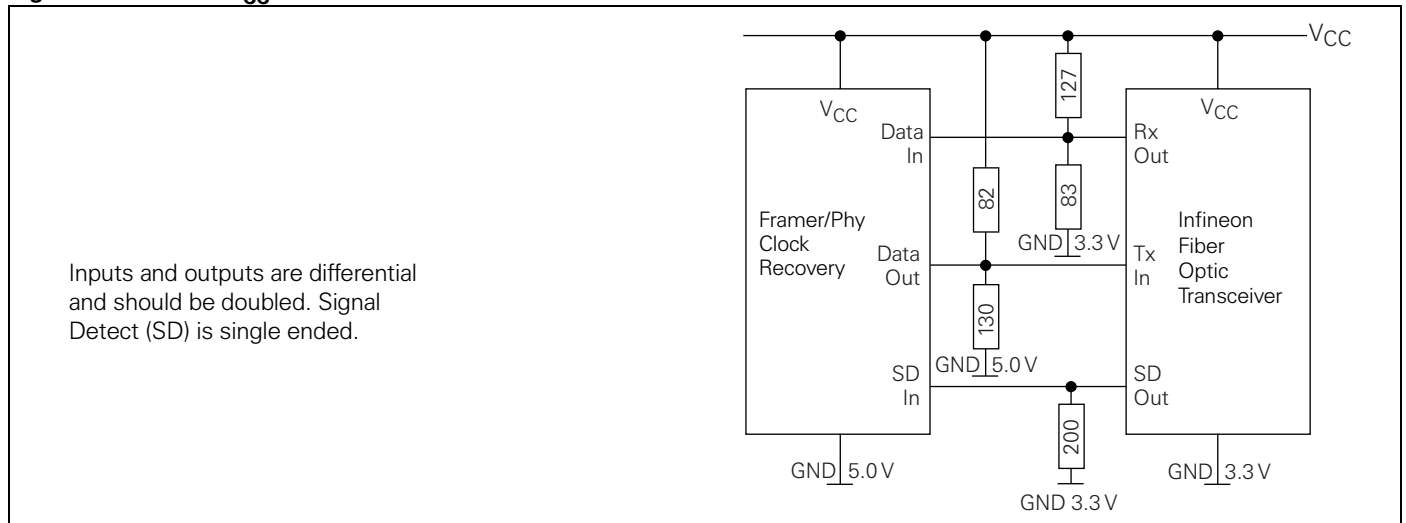 Inputs and outputs are differential
and should be doubled. Signal
Detect (SD) is single ended.
VCC
VCC
Data
In
Framer/Phy
Clock
Recovery
Data
Out
SD
In
GND 5.0 V
127
82
83
GND 3.3 V
130
GND 5.0 V
200
GND 3.3 V
VCC
Rx
Out
Infineon
Fiber
Optic
Transceiver
Tx
In
SD
Out
GND 3.3 V